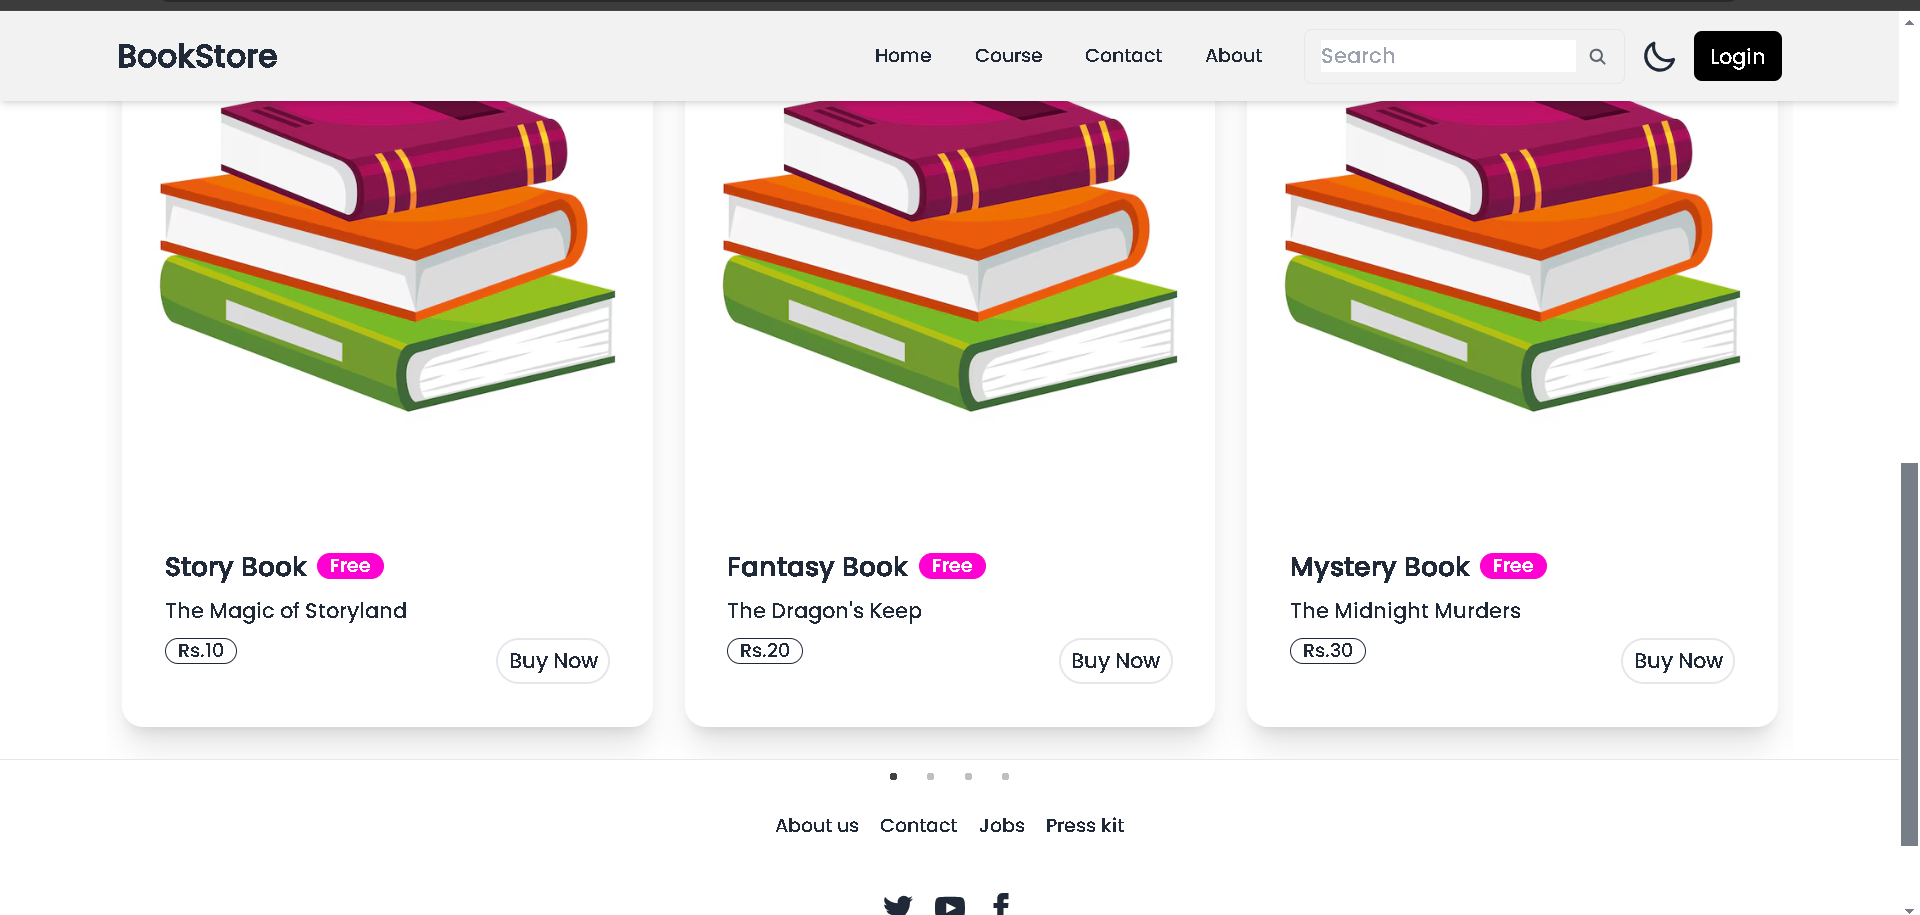 BookStore Home Course Contact About Search Login
Story Book Free
The Magic of Storyland
Rs.10 Buy Now
Fantasy Book Free
The Dragon's Keep
Rs.20 Buy Now
Mystery Book Free
The Midnight Murders
Rs.30 Buy Now
About us Contact Jobs Press kit